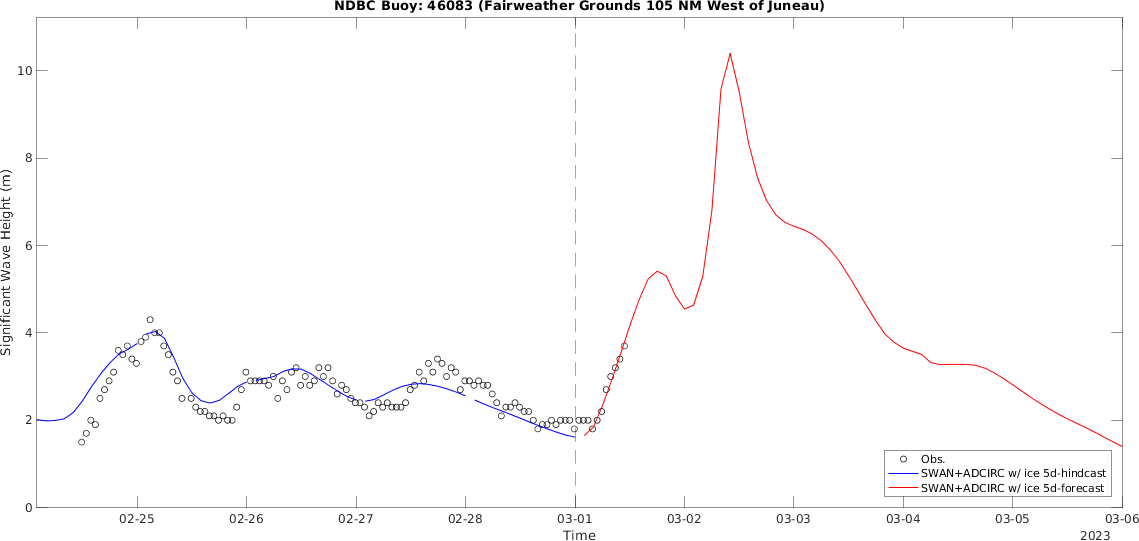 NDBC Buoy: 46083 (Fairweather Grounds 105 NM West of Juneau)
Significant Wave Height (m)
10
8
6
4
2
0
Obs.
SWAN+ADCIRC w/ ice 5d-hindcast
SWAN+ADCIRC w/ ice 5d-forecast
02-25 02-26 02-27 02-28 03-01 03-02 03-03 03-04 03-05 03-06
Time
2023